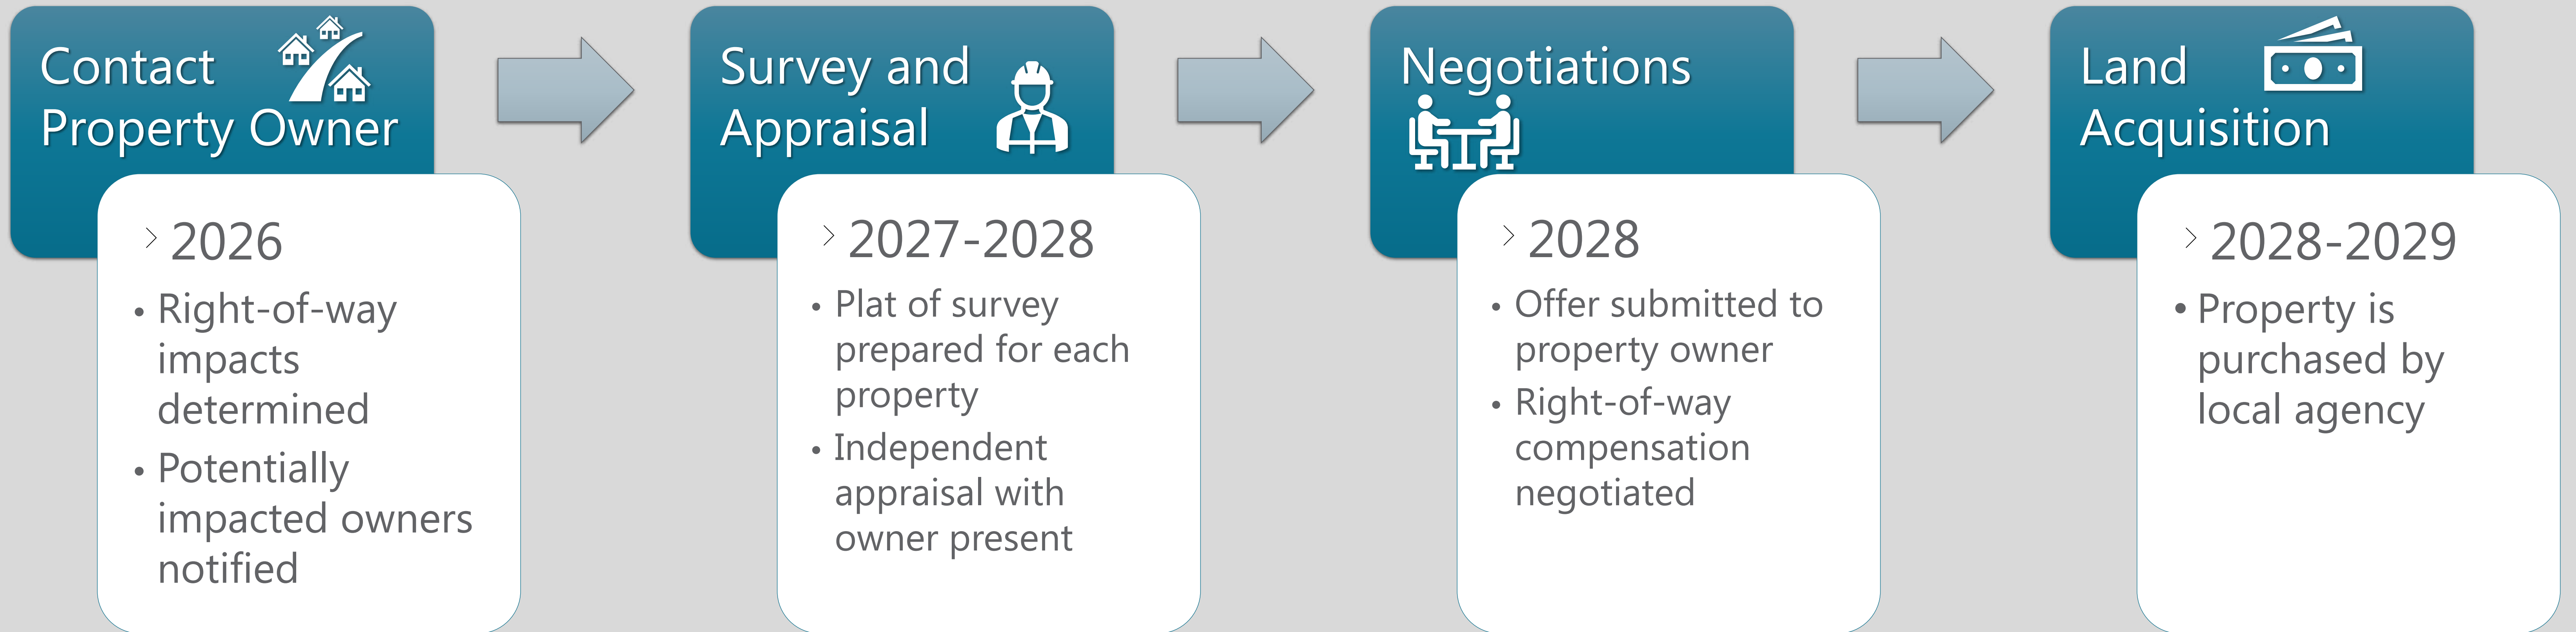 Contact
Property Owner
> 2026
• Right-of-way
impacts
determined
• Potentially
impacted owners
notified
Survey and
Appraisal
> 2027-2028
• Plat of survey
prepared for each
property
• Independent
appraisal with
owner present
Negotiations
> 2028
• Offer submitted to
property owner
• Right-of-way
compensation
negotiated
Land
Acquisition
> 2028-2029
• Property is
purchased by
local agency